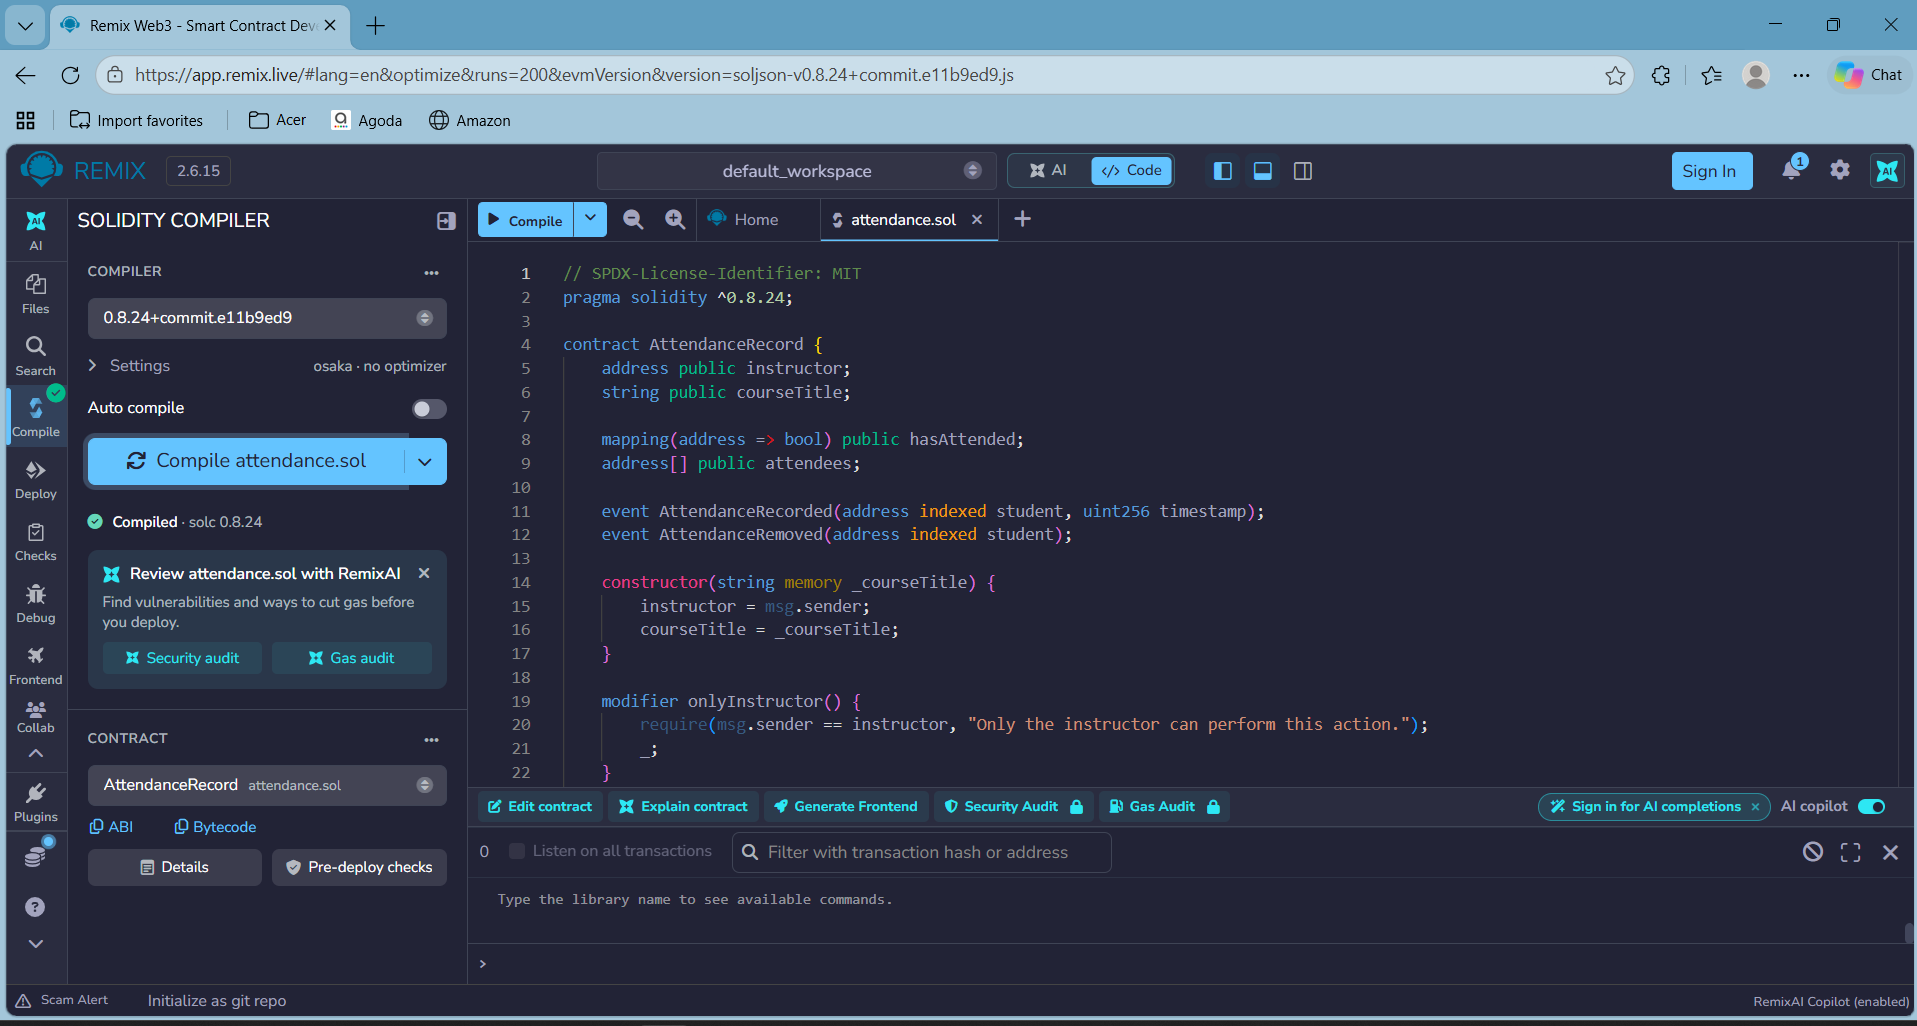 Remix Web3 - Smart Contract Deve
https://app.remix.live/#lang=en&optimize&runs=200&evmVersion&version=soljson-v0.8.24+commit.e11b9ed9.js
Chat
Import favorites
Acer
Agoda
Amazon
REMIX
2.6.15
default_workspace
AI
Code
Sign In
1
AI
AI
AI
Files
Search
Compile
Deploy
Checks
Debug
Frontend
Collab
Plugins
SOLIDITY COMPILER
COMPILER
0.8.24+commit.e11b9ed9
Settings
osaka · no optimizer
Auto compile
Compile attendance.sol
Compiled · solc 0.8.24
Review attendance.sol with RemixAI
Find vulnerabilities and ways to cut gas before
you deploy.
Security audit
Gas audit
CONTRACT
AttendanceRecord attendance.sol
ABI
Bytecode
Details
Pre-deploy checks
Compile
Home
attendance.sol
1 // SPDX-License-Identifier: MIT
2 pragma solidity ^0.8.24;
3
4 contract AttendanceRecord {
5 address public instructor;
6 string public courseTitle;
7
8 mapping(address => bool) public hasAttended;
9 address[] public attendees;
10
11 event AttendanceRecorded(address indexed student, uint256 timestamp);
12 event AttendanceRemoved(address indexed student);
13
14 constructor(string memory _courseTitle) {
15 instructor = msg.sender;
16 courseTitle = _courseTitle;
17 }
18
19 modifier onlyInstructor() {
20 require(msg.sender == instructor, "Only the instructor can perform this action.");
21 _;
22 }
Edit contract
Explain contract
Generate Frontend
Security Audit
Gas Audit
Sign in for AI completions ×
AI copilot
0
Listen on all transactions
Filter with transaction hash or address
Type the library name to see available commands.
>
Scam Alert
Initialize as git repo
RemixAI Copilot (enabled)